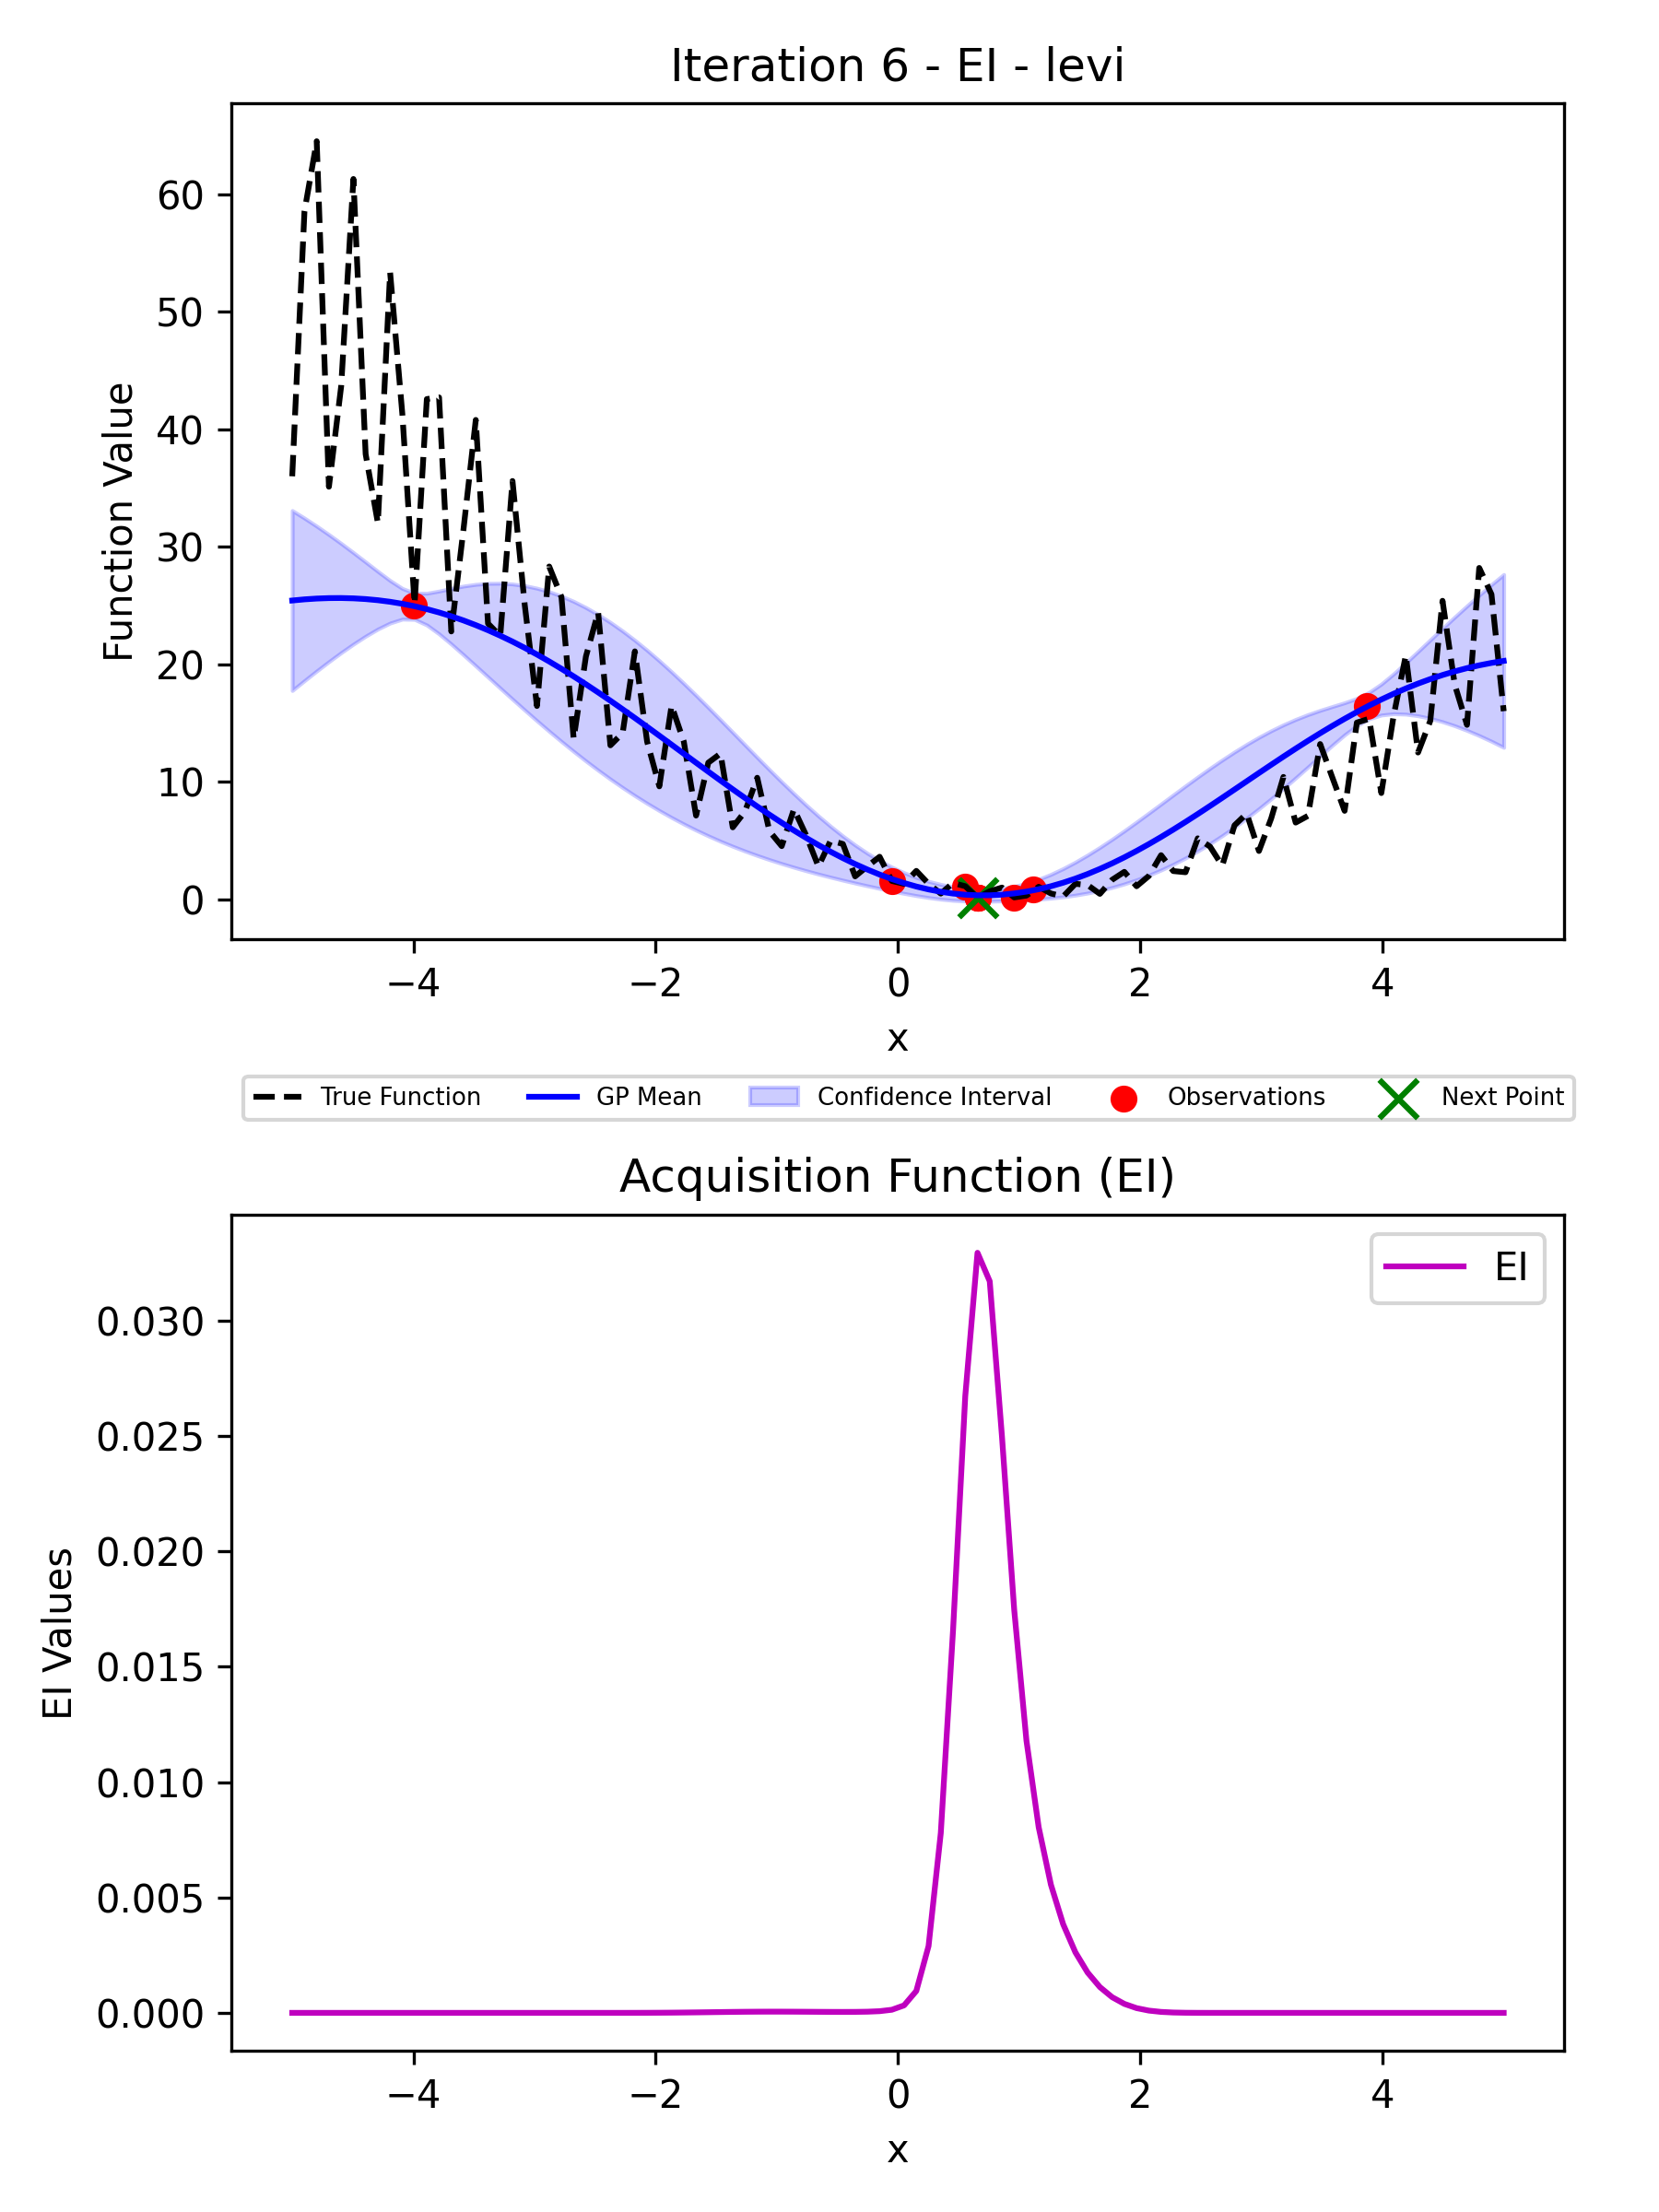 Iteration 6 - EI - levi
60
50
40
30
20
10
0
Function Value
−4 −2 0 2 4
x
True Function GP Mean Confidence Interval Observations Next Point
Acquisition Function (EI)
EI
0.030
0.025
0.020
0.015
0.010
0.005
0.000
EI Values
−4 −2 0 2 4
x